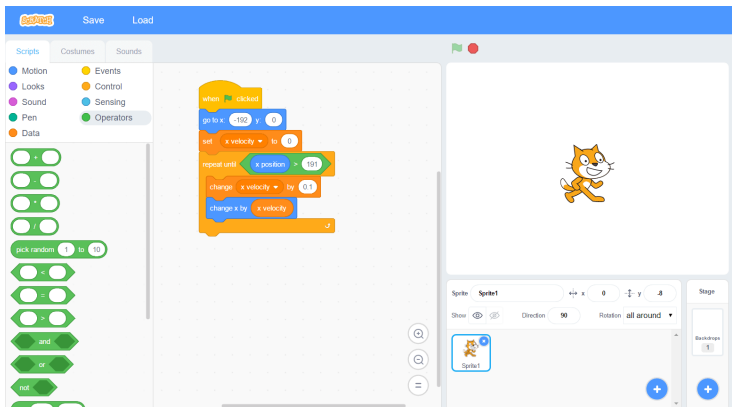 SCRATCH Save Load
Scripts Costumes Sounds
Motion Events
Looks Control
Sound Sensing
Pen Operators
Data
+
-
*
/
pick random 1 to 10
<
=
>
and
or
not
when clicked
go to x: -192 y: 0
set x velocity ▾ to 0
repeat until x position > 191
change x velocity ▾ by 0.1
change x by x velocity
Sprite Sprite1 x 0 y .8
Show Direction 90 Rotation all around ▾
Sprite1
Stage
Backdrops
1